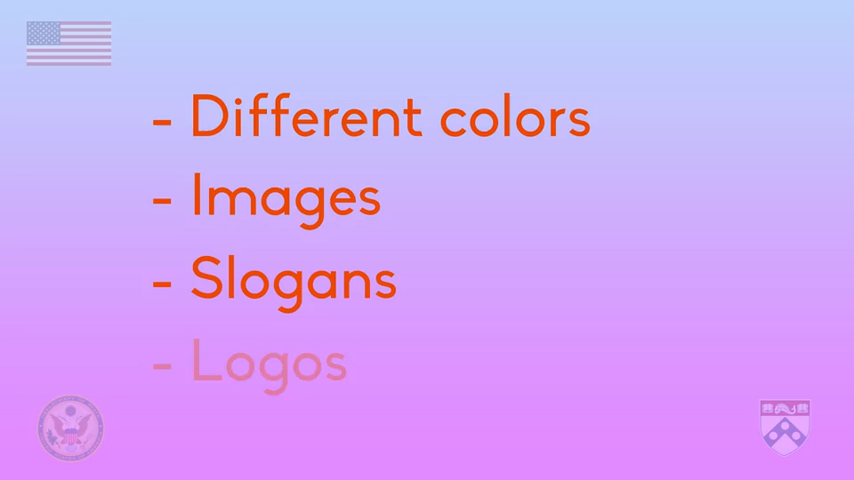 - Different colors
- Images
- Slogans
- Logos